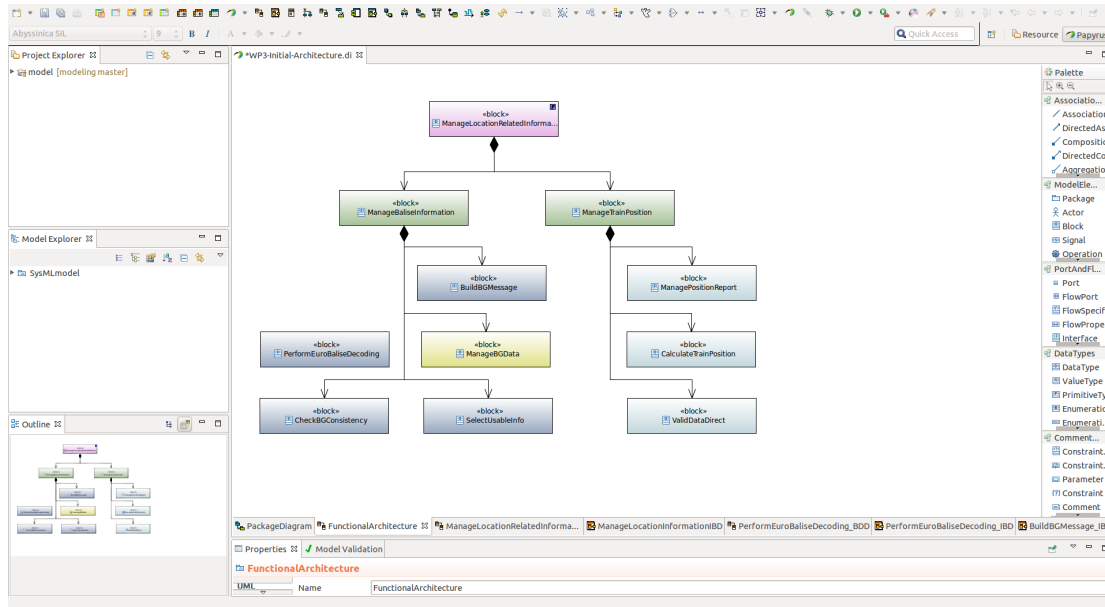 Abyssinica SIL
9
B I
A
Quick Access
Resource
Papyrus
Project Explorer
*WP3-Initial-Architecture.di
model [modeling master]
«block»
ManageLocationRelatedInforma...
«block»
ManageBaliseInformation
«block»
ManageTrainPosition
«block»
BuildBGMessage
«block»
ManagePositionReport
«block»
PerformEuroBaliseDecoding
«block»
ManageBGData
«block»
CalculateTrainPosition
«block»
CheckBGConsistency
«block»
SelectUsableInfo
«block»
ValidDataDirect
Model Explorer
SysMLmodel
Outline
Palette
Associatio...
Association
DirectedAs
Compositio
DirectedCo
Aggregatio
ModelEle...
Package
Actor
Block
Signal
Operation
PortAndFl...
Port
FlowPort
FlowSpecif
FlowPrope
Interface
DataTypes
DataType
ValueType
PrimitiveTy
Enumeratic
Enumerati.
Comment...
Constraint.
Constraint.
Parameter
Constraint
Comment
PackageDiagram FunctionalArchitecture ManageLocationRelatedInforma... ManageLocationInformationIBD PerformEuroBaliseDecoding_BDD PerformEuroBaliseDecoding_IBD BuildBGMessage_IB
Properties Model Validation
FunctionalArchitecture
UML Name FunctionalArchitecture